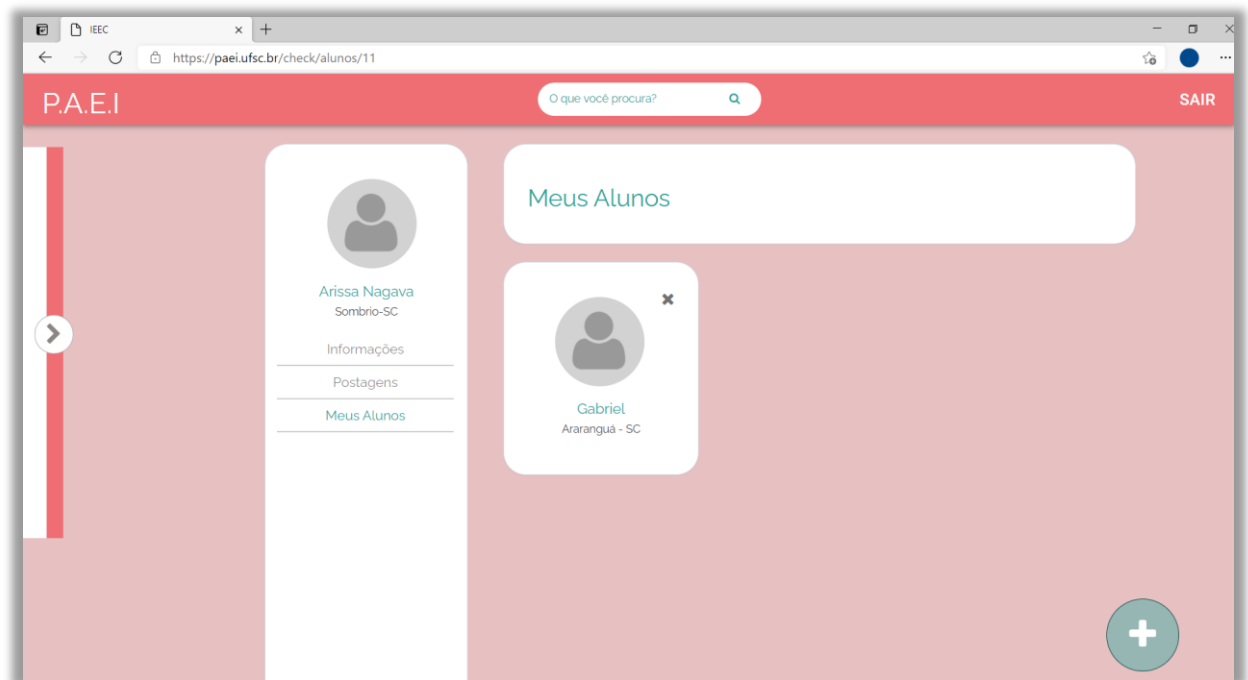 IEEC
https://paei.ufsc.br/check/alunos/11
P.A.E.I
O que você procura?
SAIR
Arissa Nagava
Sombrio-SC
Informações
Postagens
Meus Alunos
Meus Alunos
Gabriel
Araranguá - SC